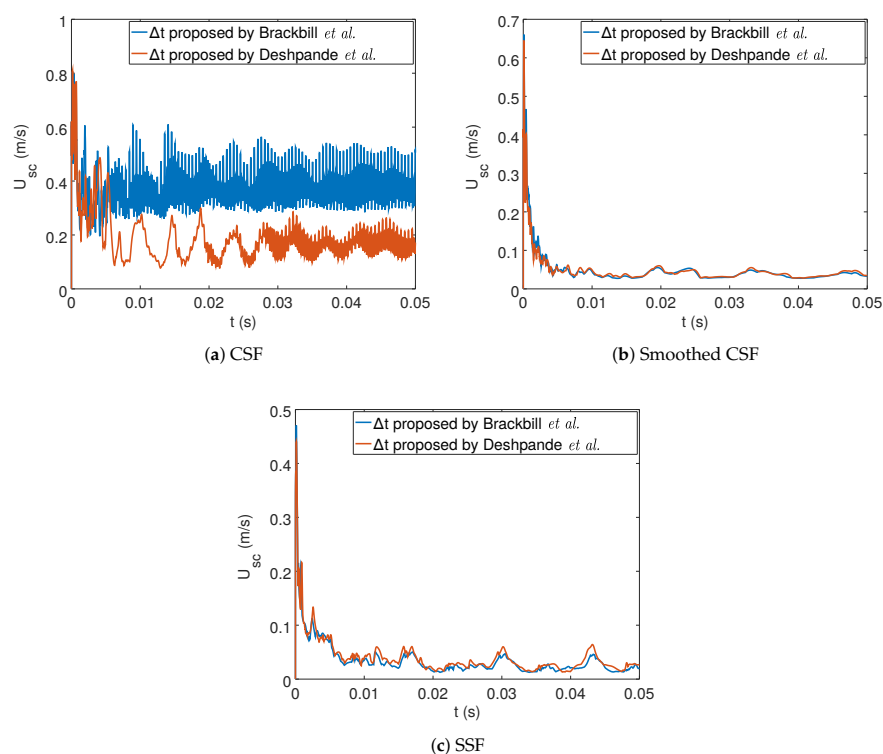 Δt proposed by Brackbill et al.
Δt proposed by Deshpande et al.
1
0.8
0.6
0.4
0.2
0
U sc (m/s)
0
0.01
0.02
0.03
0.04
0.05
t (s)
(a) CSF
Δt proposed by Brackbill et al.
Δt proposed by Deshpande et al.
0.7
0.6
0.5
0.4
0.3
0.2
0.1
0
U sc (m/s)
0
0.01
0.02
0.03
0.04
0.05
t (s)
(b) Smoothed CSF
Δt proposed by Brackbill et al.
Δt proposed by Deshpande et al.
0.5
0.4
0.3
0.2
0.1
0
U sc (m/s)
0
0.01
0.02
0.03
0.04
0.05
t (s)
(c) SSF